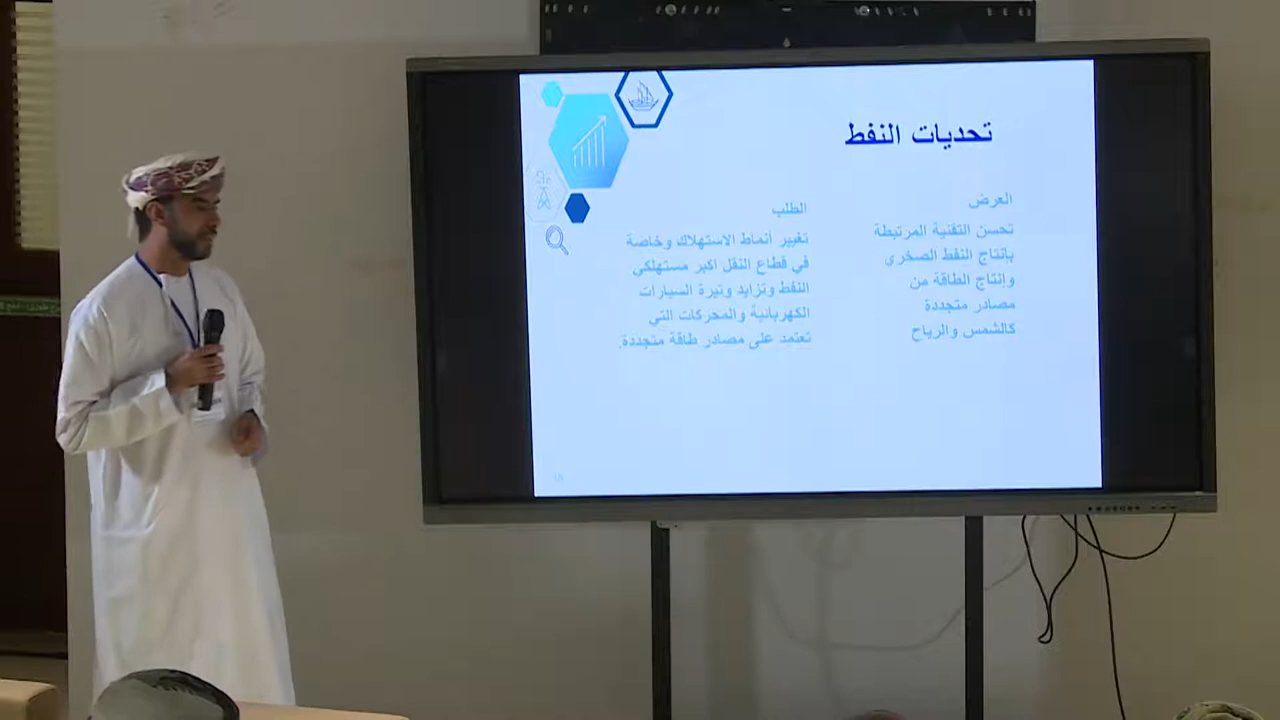 تحديات النفط
العرض
تحسن التقنية المرتبطة
بإنتاج النفط الصخري
وإنتاج الطاقة من
مصادر متجددة
كالشمس والرياح
الطلب
تغيير أنماط الاستهلاك وخاصة
في قطاع النقل اكبر مستهلكي
النفط وتزايد وتيرة السيارات
الكهربائية والمحركات التي
تعتمد على مصادر طاقة متجددة.